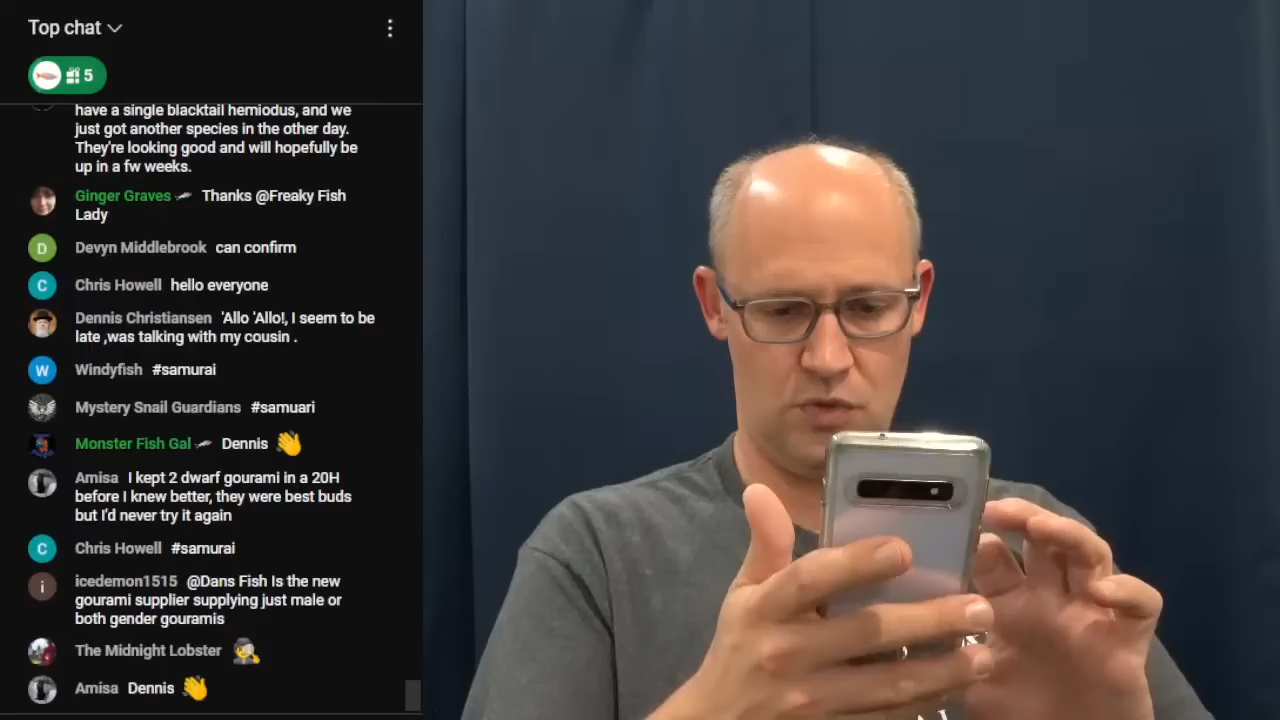 Top chat
5
have a single blacktail hemiodus, and we
just got another species in the other day.
They're looking good and will hopefully be
up in a fw weeks.
Ginger Graves Thanks @Freaky Fish
Lady
D Devyn Middlebrook can confirm
C Chris Howell hello everyone
Dennis Christiansen 'Allo 'Allo!, I seem to be
late ,was talking with my cousin .
W Windyfish #samurai
Mystery Snail Guardians #samuari
Monster Fish Gal Dennis
Amisa I kept 2 dwarf gourami in a 20H
before I knew better, they were best buds
but I'd never try it again
C Chris Howell #samurai
i icedemon1515 @Dans Fish Is the new
gourami supplier supplying just male or
both gender gouramis
The Midnight Lobster
Amisa Dennis